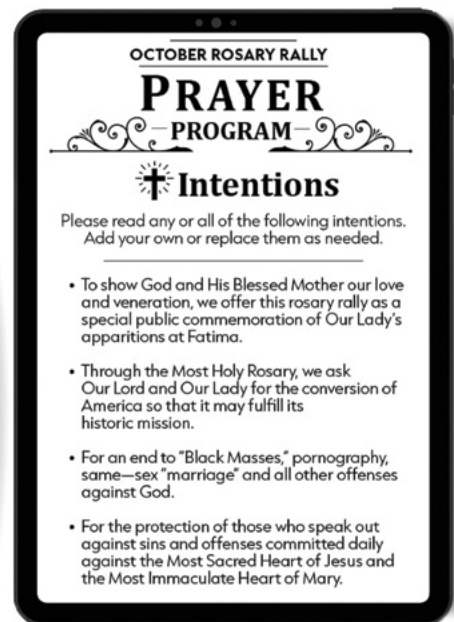 OCTOBER ROSARY RALLY
PRAYER
PROGRAM
Intentions
Please read any or all of the following intentions.
Add your own or replace them as needed.
• To show God and His Blessed Mother our love
and veneration, we offer this rosary rally as a
special public commemoration of Our Lady's
apparitions at Fatima.
• Through the Most Holy Rosary, we ask
Our Lord and Our Lady for the conversion of
America so that it may fulfill its
historic mission.
• For an end to "Black Masses," pornography,
same—sex "marriage" and all other offenses
against God.
• For the protection of those who speak out
against sins and offenses committed daily
against the Most Sacred Heart of Jesus and
the Most Immaculate Heart of Mary.